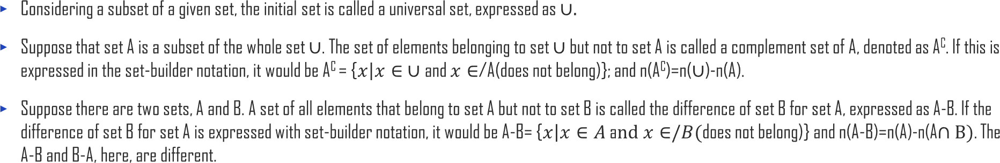 ▸ Considering a subset of a given set, the initial set is called a universal set, expressed as ∪.
▸ Suppose that set A is a subset of the whole set ∪. The set of elements belonging to set ∪ but not to set A is called a complement set of A, denoted as Aᶜ. If this is
expressed in the set-builder notation, it would be Aᶜ = {𝑥|𝑥 ∈ ∪ and 𝑥 ∈/A(does not belong)}; and n(Aᶜ)=n(∪)-n(A).
▸ Suppose there are two sets, A and B. A set of all elements that belong to set A but not to set B is called the difference of set B for set A, expressed as A-B. If the
difference of set B for set A is expressed with set-builder notation, it would be A-B= {𝑥|𝑥 ∈ 𝐴 and 𝑥 ∈/𝐵(does not belong)} and n(A-B)=n(A)-n(A∩ B). The
A-B and B-A, here, are different.